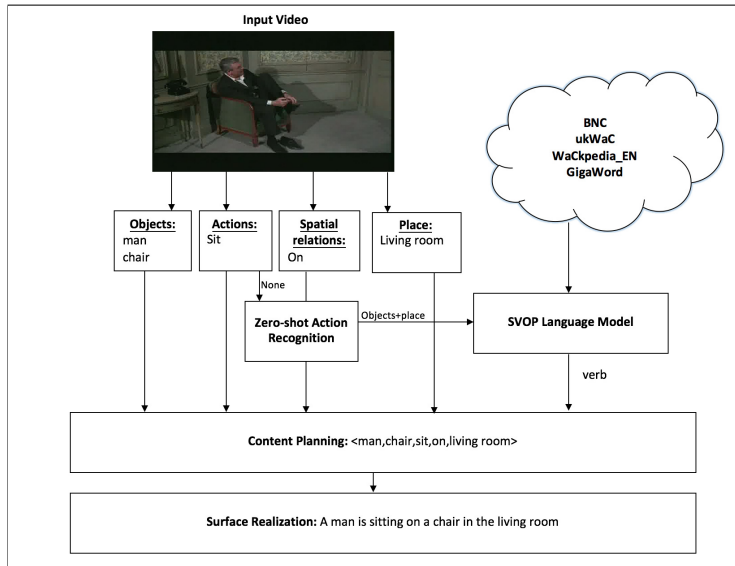 Input Video
BNC
ukWaC
WaCkpedia_EN
GigaWord
Objects:
man
chair
Actions:
Sit
Spatial
relations:
On
Place:
Living room
None
Zero-shot Action
Recognition
Objects+place
SVOP Language Model
verb
Content Planning: <man,chair,sit,on,living room>
Surface Realization: A man is sitting on a chair in the living room